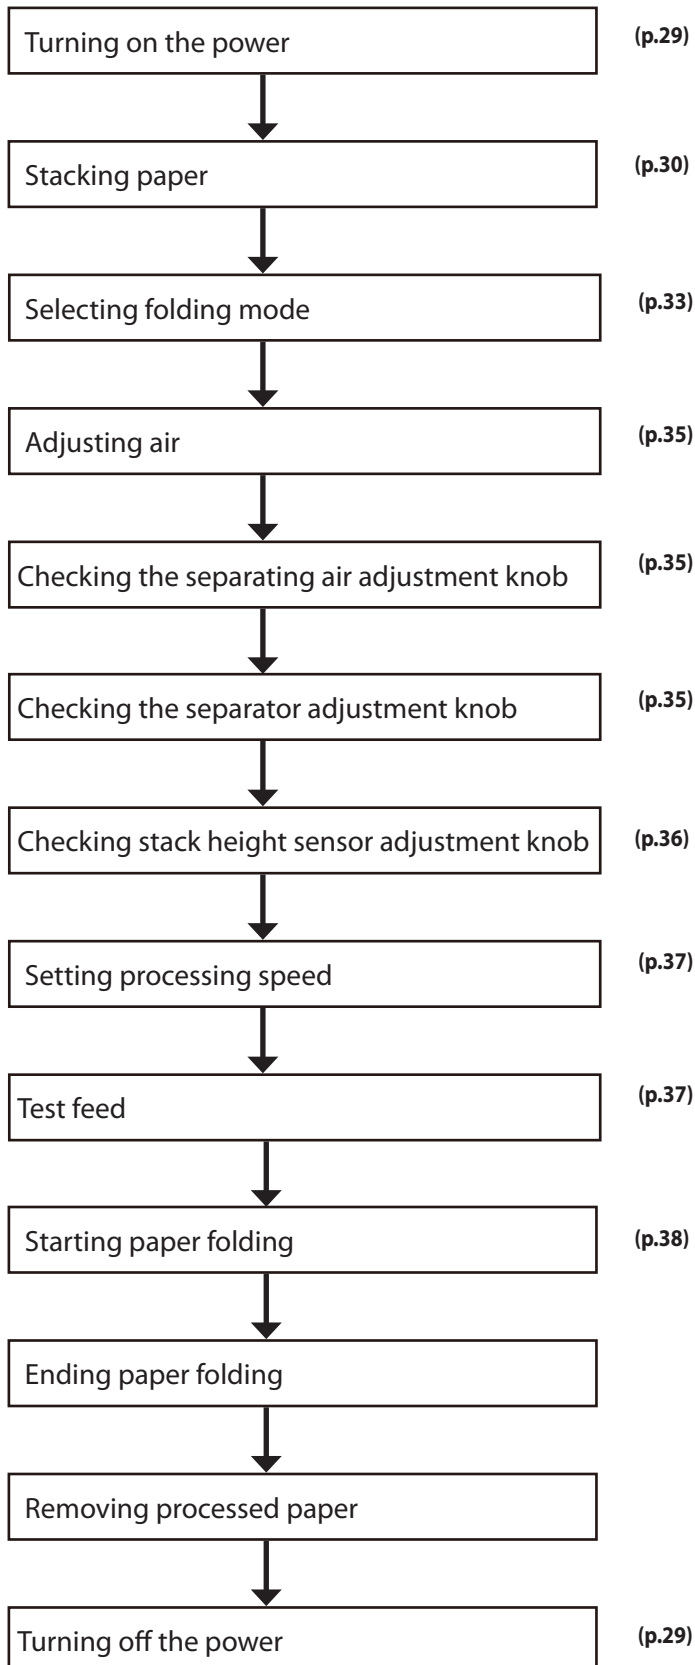 Turning on the power (p.29)
Stacking paper (p.30)
Selecting folding mode (p.33)
Adjusting air (p.35)
Checking the separating air adjustment knob (p.35)
Checking the separator adjustment knob (p.35)
Checking stack height sensor adjustment knob (p.36)
Setting processing speed (p.37)
Test feed (p.37)
Starting paper folding (p.38)
Ending paper folding
Removing processed paper
Turning off the power (p.29)